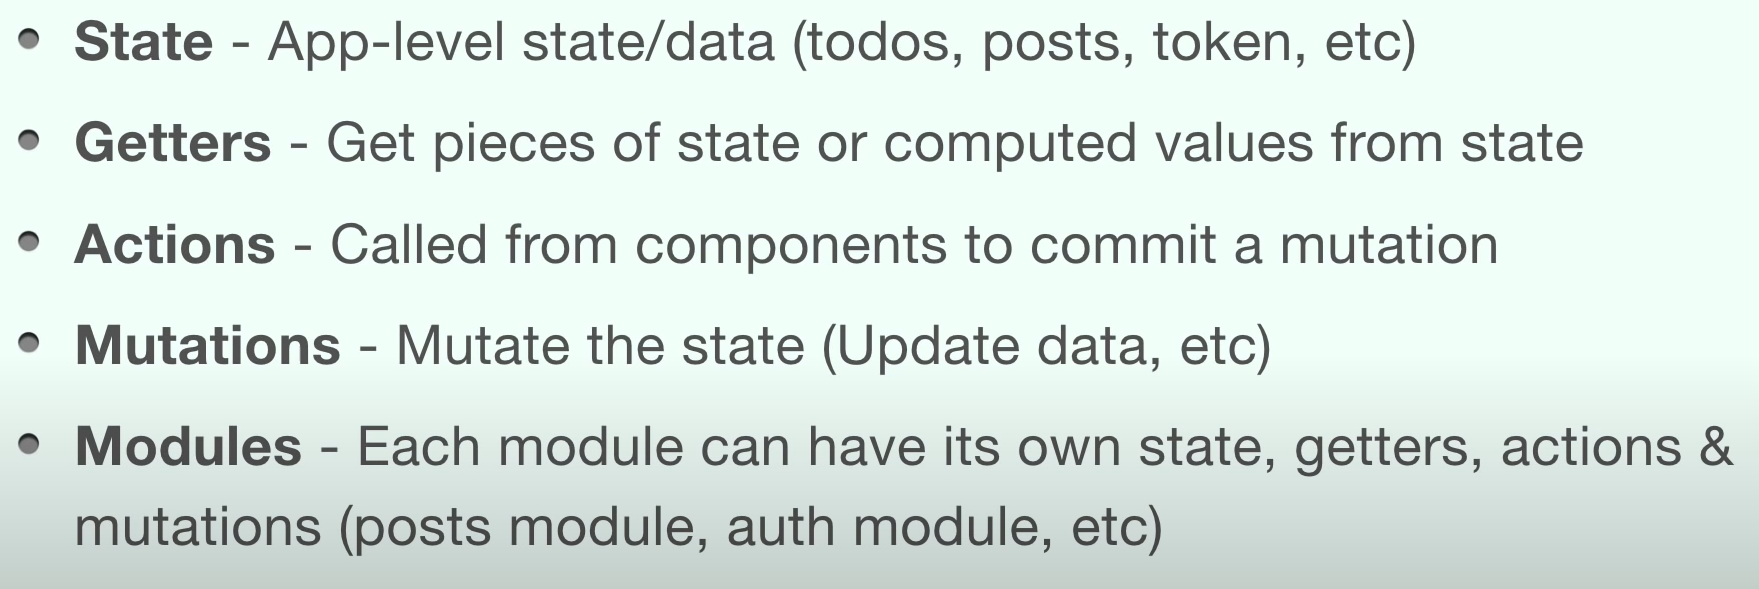 • State - App-level state/data (todos, posts, token, etc)
• Getters - Get pieces of state or computed values from state
• Actions - Called from components to commit a mutation
• Mutations - Mutate the state (Update data, etc)
• Modules - Each module can have its own state, getters, actions &
mutations (posts module, auth module, etc)